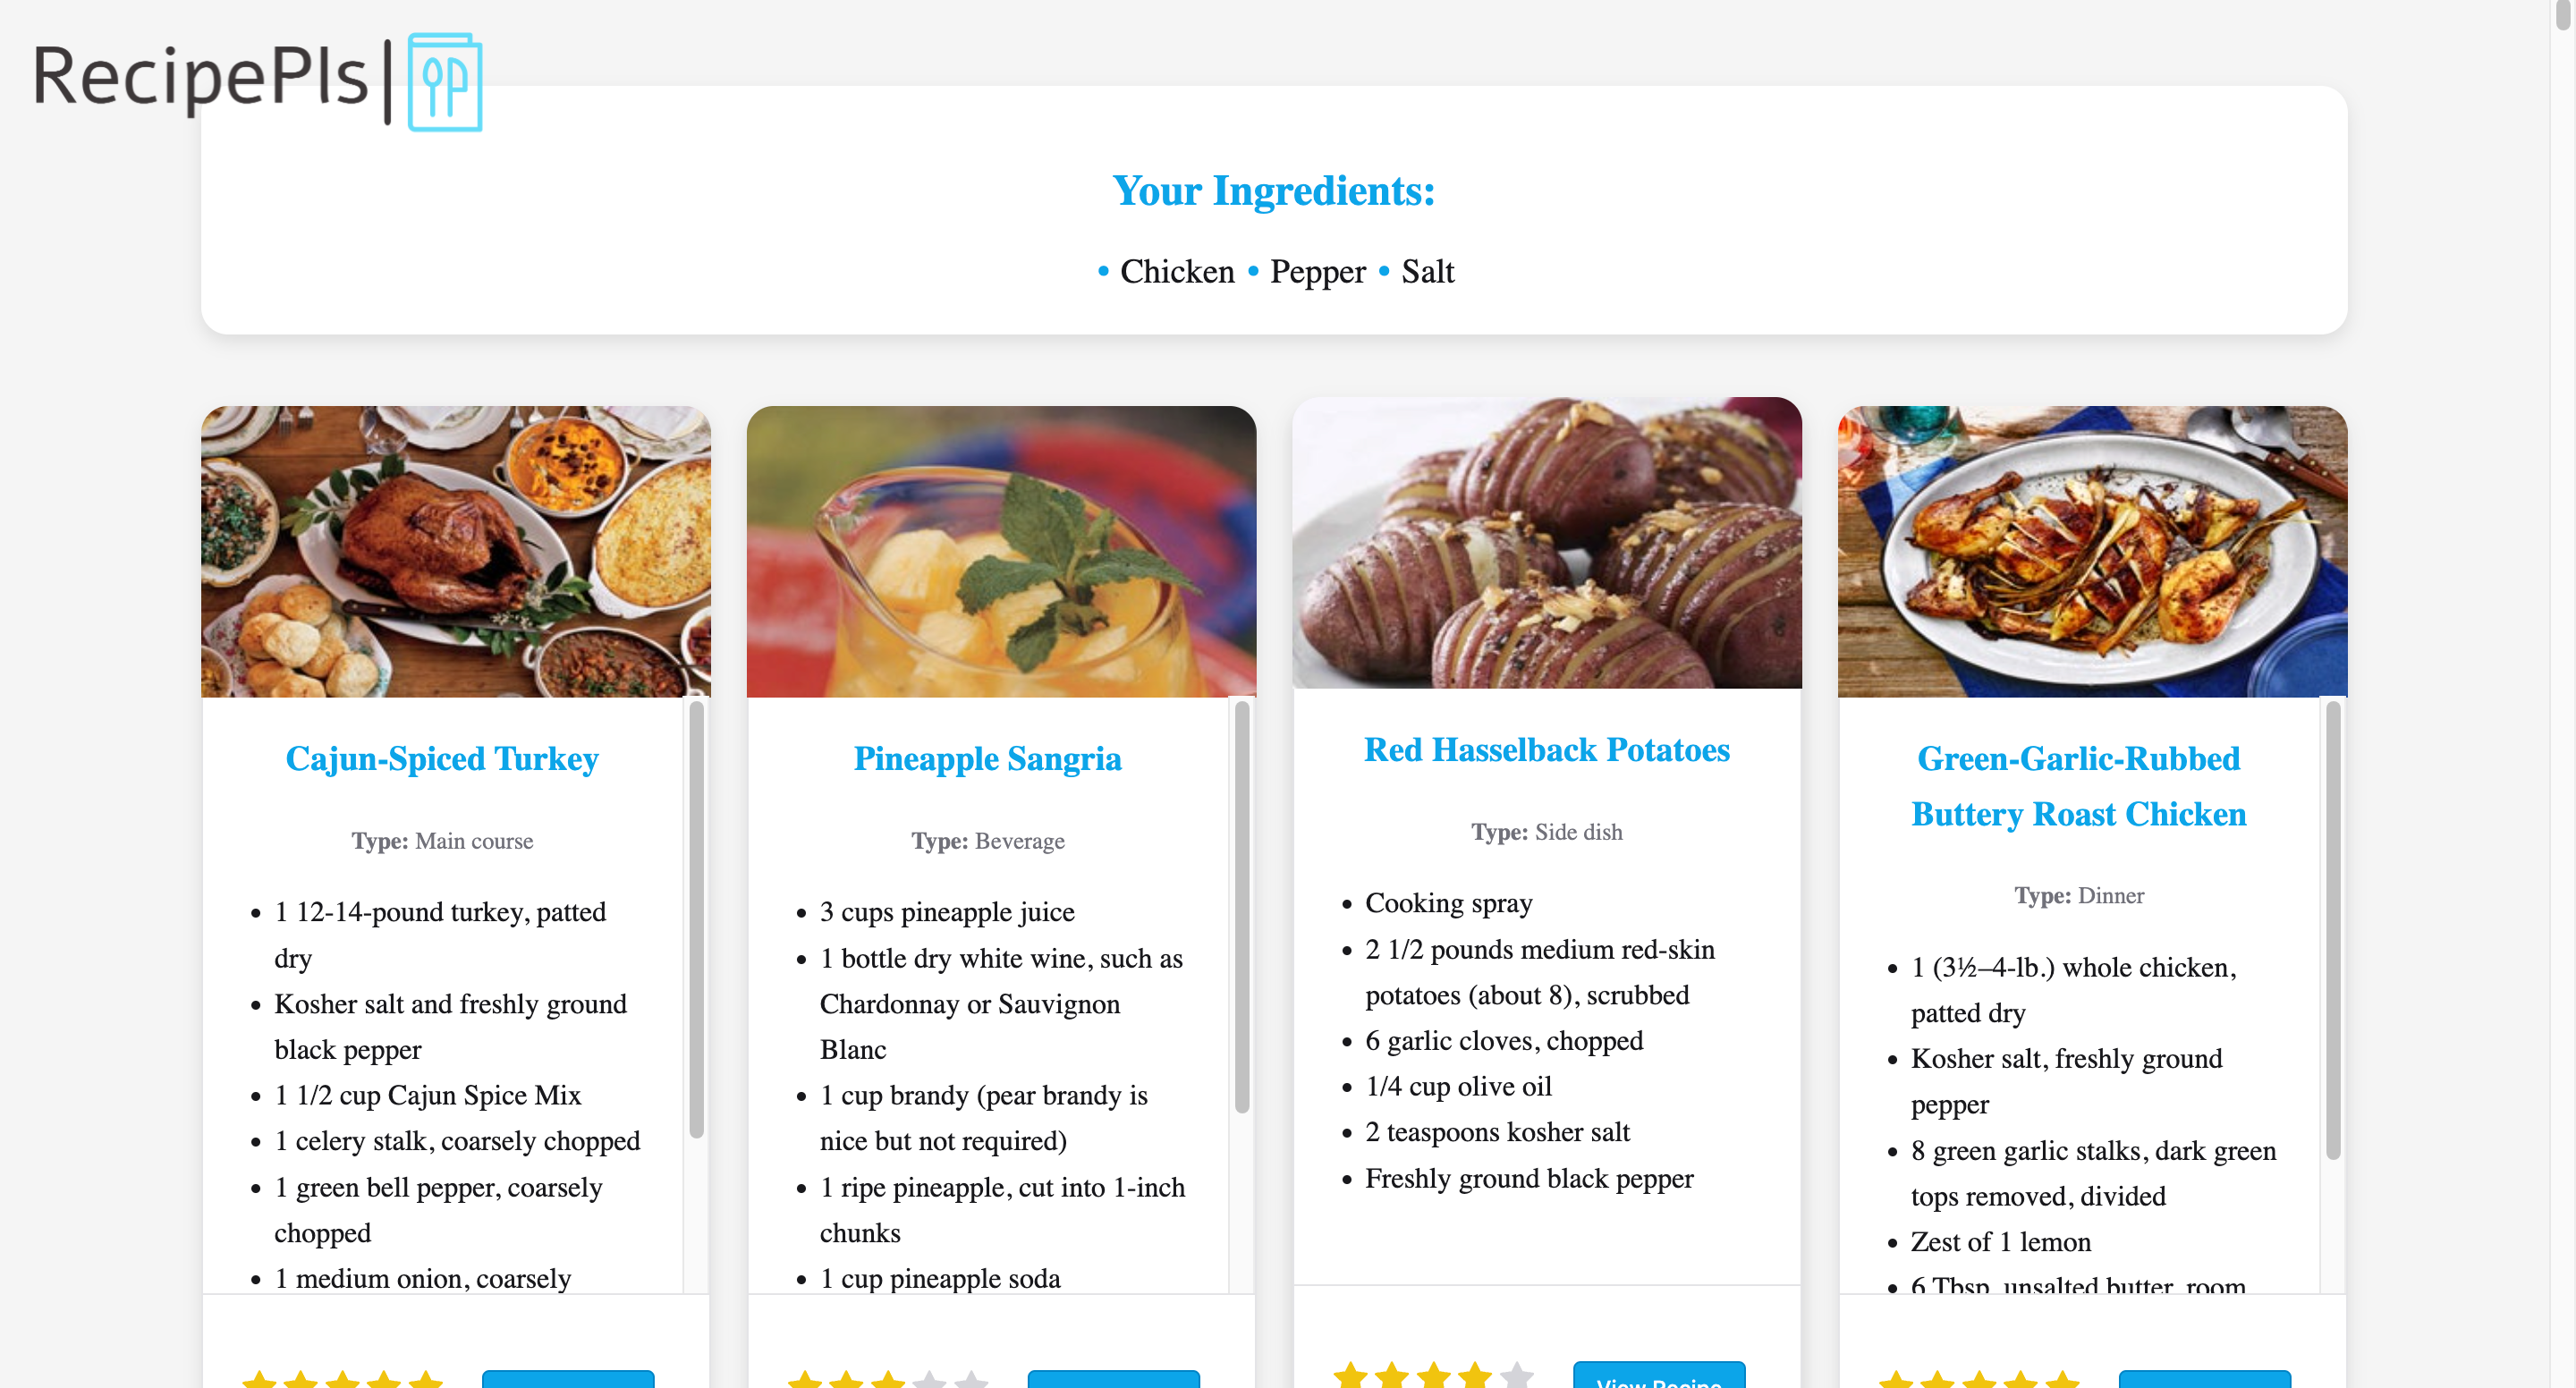 RecipePls
Your Ingredients:
• Chicken • Pepper • Salt
Cajun-Spiced Turkey
Type: Main course
• 1 12-14-pound turkey, patted
dry
• Kosher salt and freshly ground
black pepper
• 1 1/2 cup Cajun Spice Mix
• 1 celery stalk, coarsely chopped
• 1 green bell pepper, coarsely
chopped
• 1 medium onion, coarsely
Pineapple Sangria
Type: Beverage
• 3 cups pineapple juice
• 1 bottle dry white wine, such as
Chardonnay or Sauvignon
Blanc
• 1 cup brandy (pear brandy is
nice but not required)
• 1 ripe pineapple, cut into 1-inch
chunks
• 1 cup pineapple soda
Red Hasselback Potatoes
Type: Side dish
• Cooking spray
• 2 1/2 pounds medium red-skin
potatoes (about 8), scrubbed
• 6 garlic cloves, chopped
• 1/4 cup olive oil
• 2 teaspoons kosher salt
• Freshly ground black pepper
View Recipe
Green-Garlic-Rubbed
Buttery Roast Chicken
Type: Dinner
• 1 (3½–4-lb.) whole chicken,
patted dry
• Kosher salt, freshly ground
pepper
• 8 green garlic stalks, dark green
tops removed, divided
• Zest of 1 lemon
• 6 Tbsp. unsalted butter, room